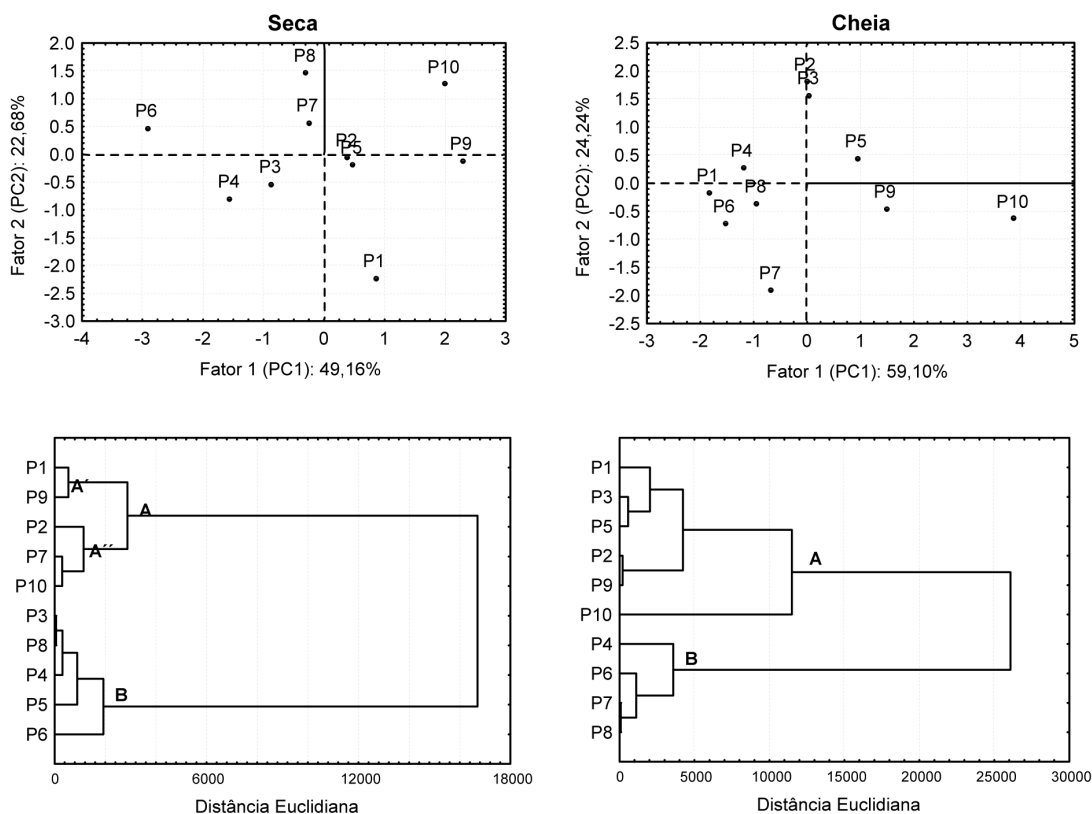 Seca
Fator 2 (PC2): 22,68%
2.0
1.5
1.0
0.5
0.0
-0.5
-1.0
-1.5
-2.0
-2.5
-3.0
P8
P10
P6
P7
P2
P5
P9
P3
P4
P1
-4 -3 -2 -1 0 1 2 3
Fator 1 (PC1): 49,16%
Cheia
Fator 2 (PC2): 24,24%
2.5
2.0
1.5
1.0
0.5
0.0
-0.5
-1.0
-1.5
-2.0
-2.5
P2
P3
P5
P4
P1
P8
P6
P9
P10
P7
-3 -2 -1 0 1 2 3 4 5
Fator 1 (PC1): 59,10%
P1
P9
P2
P7
P10
P3
P8
P4
P5
P6
A´
A
A´´
B
0 6000 12000 18000
Distância Euclidiana
P1
P3
P5
P2
P9
P10
P4
P6
P7
P8
A
B
0 5000 10000 15000 20000 25000 30000
Distância Euclidiana